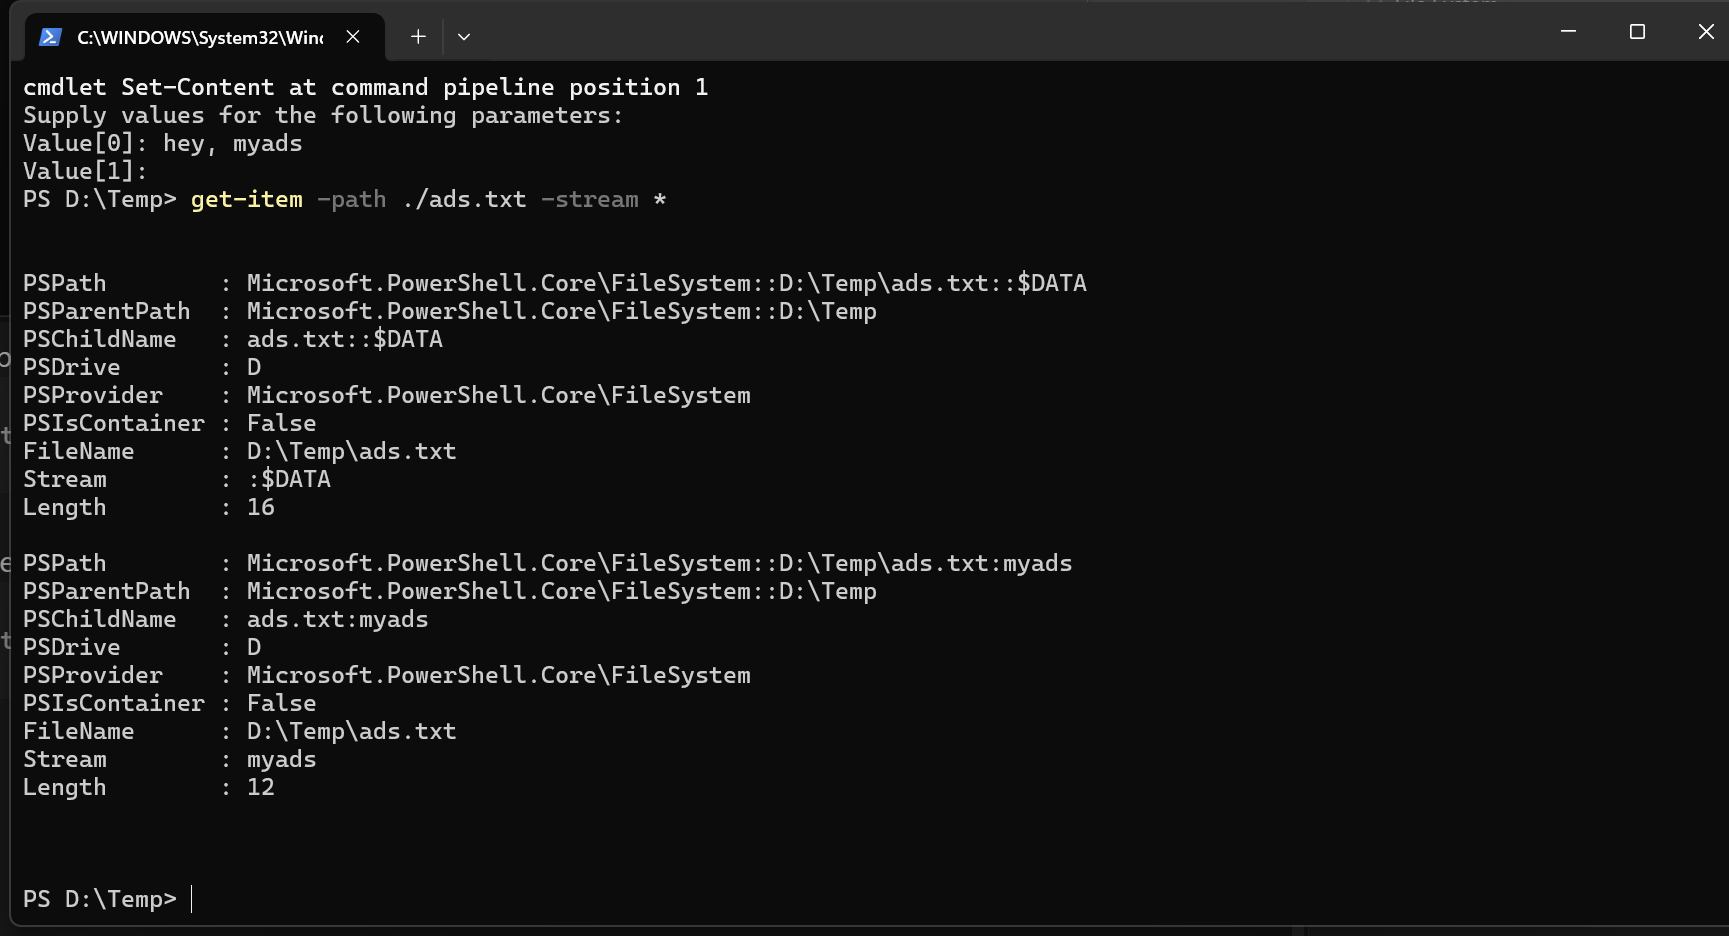 C:\WINDOWS\System32\Wind
cmdlet Set-Content at command pipeline position 1
Supply values for the following parameters:
Value[0]: hey, myads
Value[1]:
PS D:\Temp> get-item -path ./ads.txt -stream *
PSPath        : Microsoft.PowerShell.Core\FileSystem::D:\Temp\ads.txt::$DATA
PSParentPath  : Microsoft.PowerShell.Core\FileSystem::D:\Temp
PSChildName   : ads.txt::$DATA
PSDrive       : D
PSProvider    : Microsoft.PowerShell.Core\FileSystem
PSIsContainer : False
FileName      : D:\Temp\ads.txt
Stream        : :$DATA
Length        : 16
PSPath        : Microsoft.PowerShell.Core\FileSystem::D:\Temp\ads.txt:myads
PSParentPath  : Microsoft.PowerShell.Core\FileSystem::D:\Temp
PSChildName   : ads.txt:myads
PSDrive       : D
PSProvider    : Microsoft.PowerShell.Core\FileSystem
PSIsContainer : False
FileName      : D:\Temp\ads.txt
Stream        : myads
Length        : 12
PS D:\Temp>